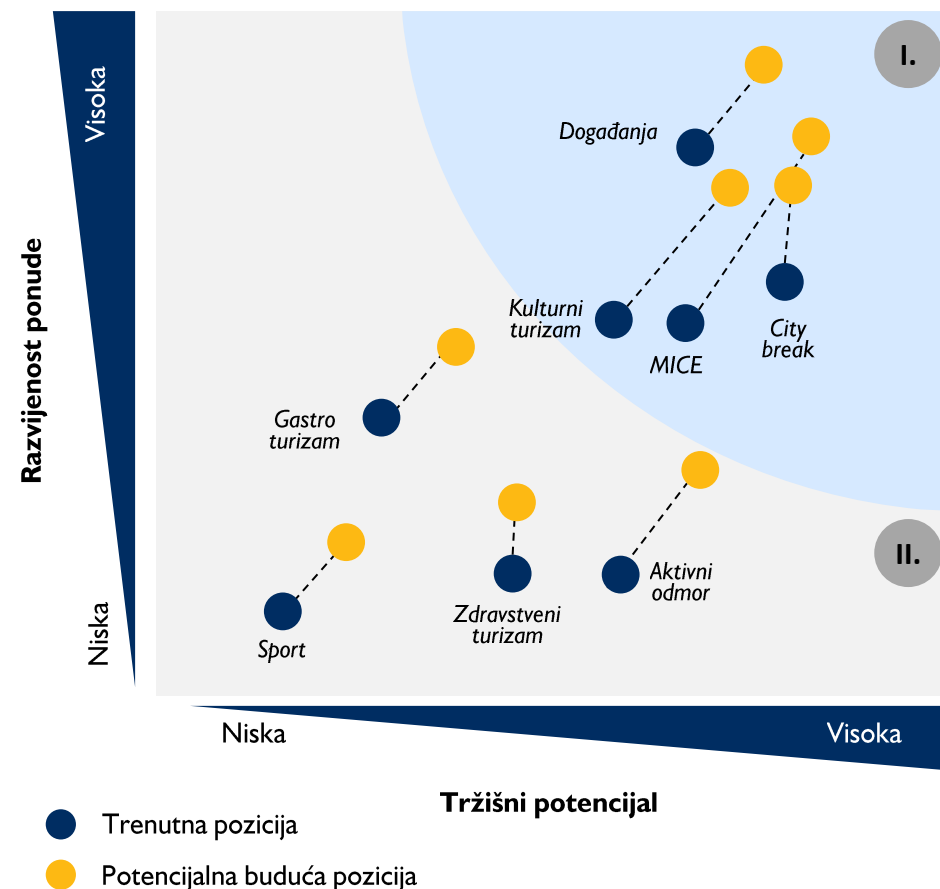 I.
Visoka
Događanja
Razvijenost ponude
Kulturni
turizam
MICE
City
break
Gastro
turizam
II.
Aktivni
odmor
Zdravstveni
turizam
Niska
Sport
Niska
Visoka
Tržišni potencijal
Trenutna pozicija
Potencijalna buduća pozicija